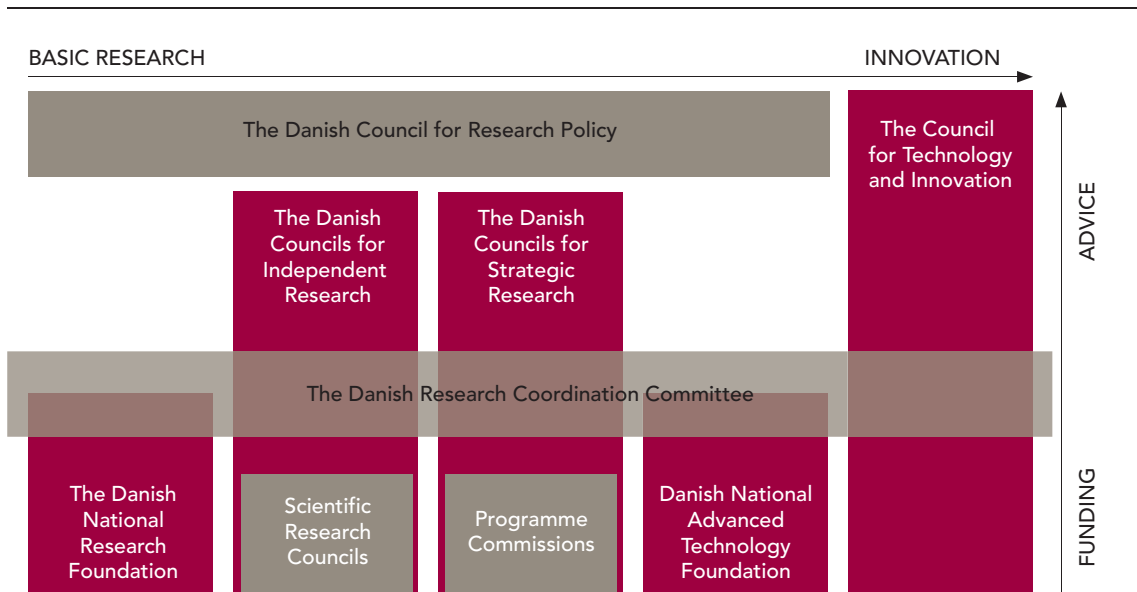 BASIC RESEARCH
INNOVATION
The Danish Council for Research Policy
The Council
for Technology
and Innovation
ADVICE
The Danish
Councils for
Independent
Research
The Danish
Councils for
Strategic
Research
The Danish Research Coordination Committee
The Danish
National
Research
Foundation
Scientific
Research
Councils
Programme
Commissions
Danish National
Advanced
Technology
Foundation
FUNDING